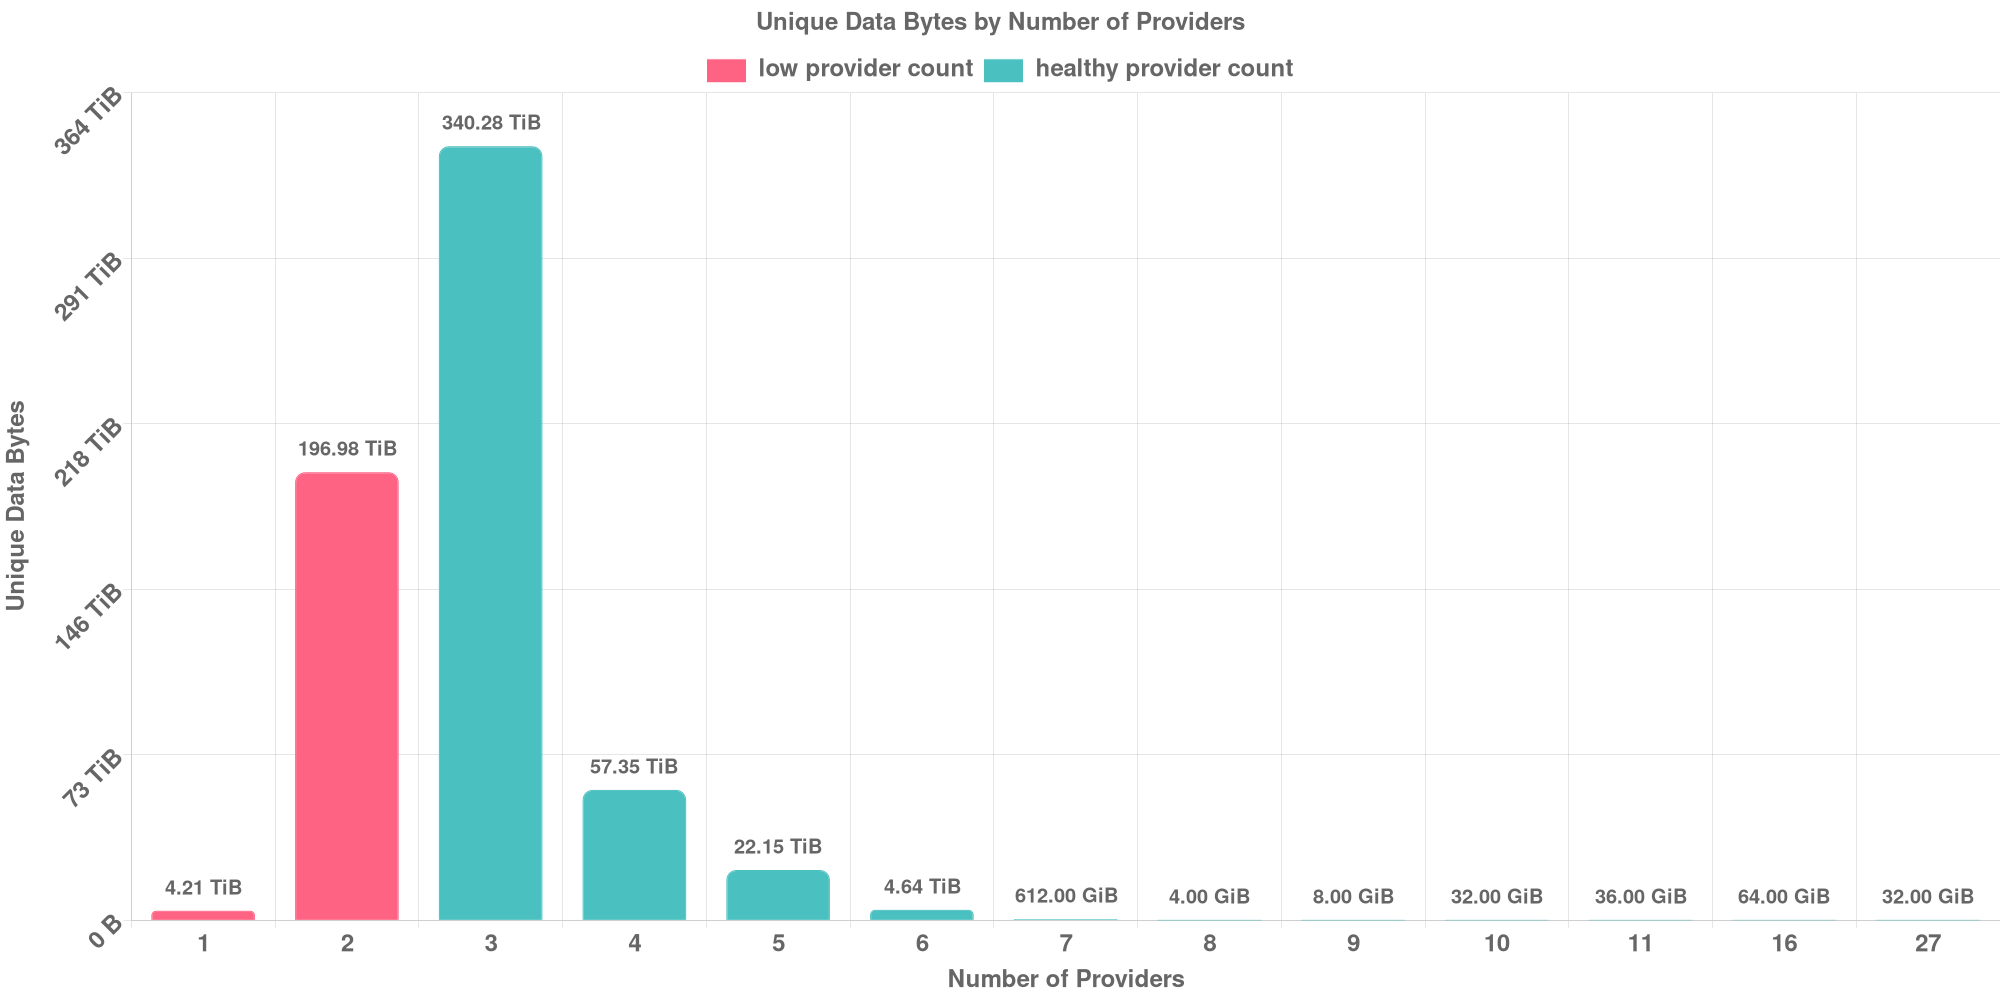 Unique Data Bytes by Number of Providers
low provider count healthy provider count
364 TiB
291 TiB
218 TiB
146 TiB
73 TiB
0 B
Unique Data Bytes
4.21 TiB
196.98 TiB
340.28 TiB
57.35 TiB
22.15 TiB
4.64 TiB
612.00 GiB
4.00 GiB
8.00 GiB
32.00 GiB
36.00 GiB
64.00 GiB
32.00 GiB
1 2 3 4 5 6 7 8 9 10 11 16 27
Number of Providers